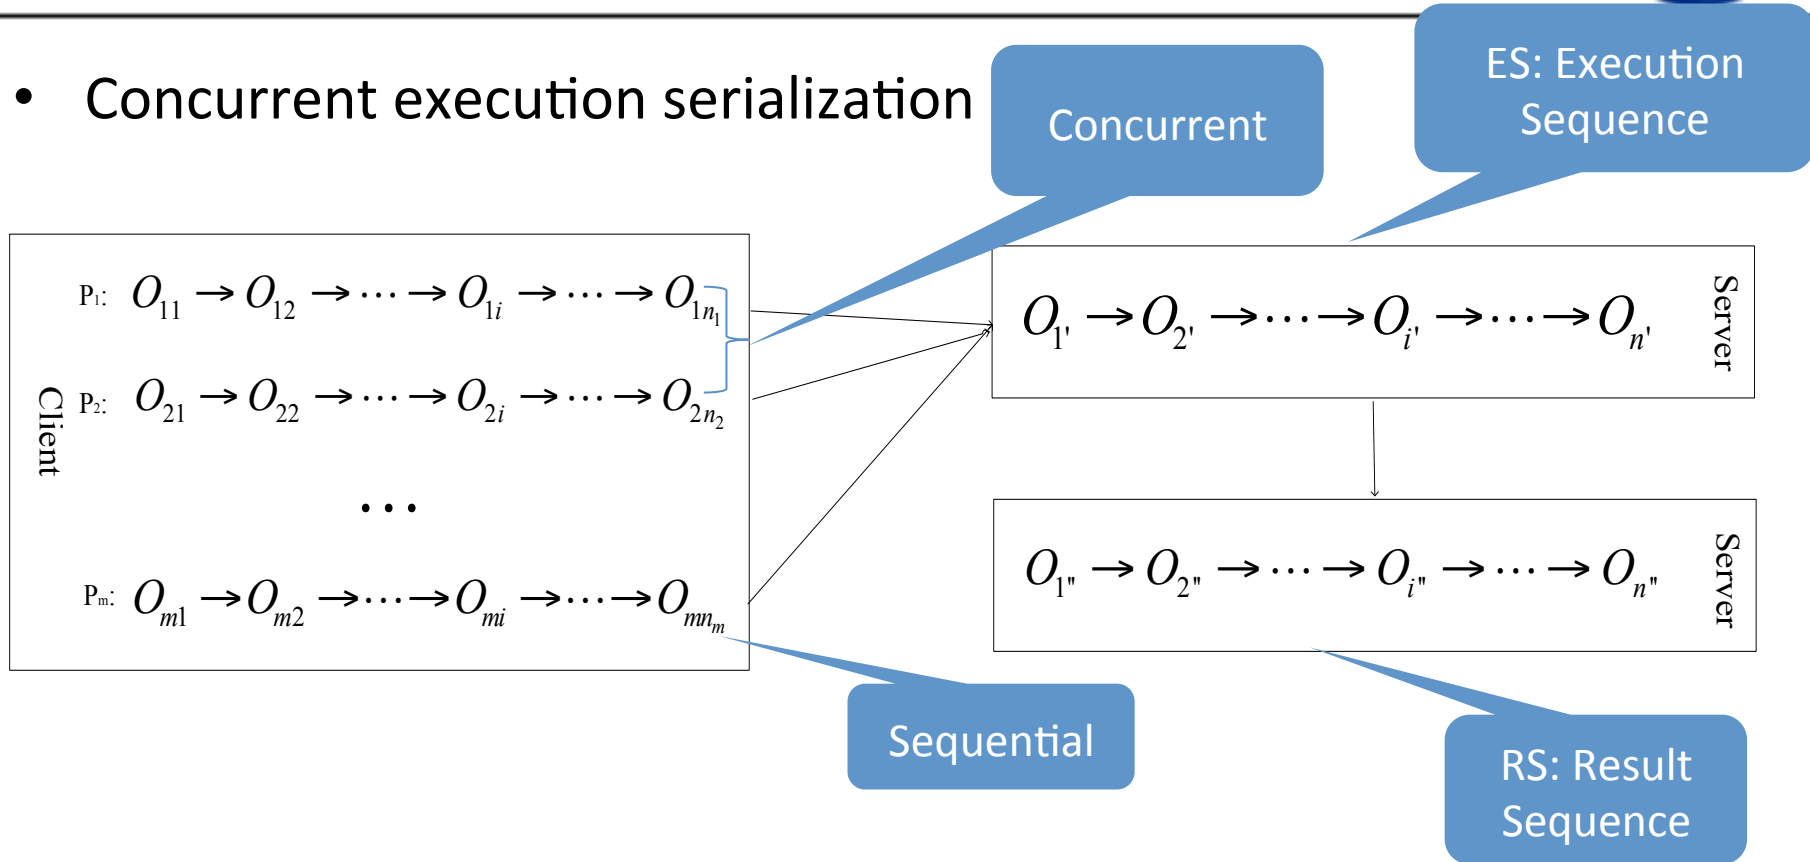 • Concurrent execution serialization
Concurrent
ES: Execution
Sequence
Client
P₁: O₁₁ → O₁₂ → ⋯ → O₁ᵢ → ⋯ → O₁ₙ₁
P₂: O₂₁ → O₂₂ → ⋯ → O₂ᵢ → ⋯ → O₂ₙ₂
⋯
Pₘ: Oₘ₁ → Oₘ₂ → ⋯ → Oₘᵢ → ⋯ → Oₘₙₘ
O₁' → O₂' → ⋯ → Oᵢ' → ⋯ → Oₙ'
Server
O₁" → O₂" → ⋯ → Oᵢ" → ⋯ → Oₙ"
Server
Sequential
RS: Result
Sequence